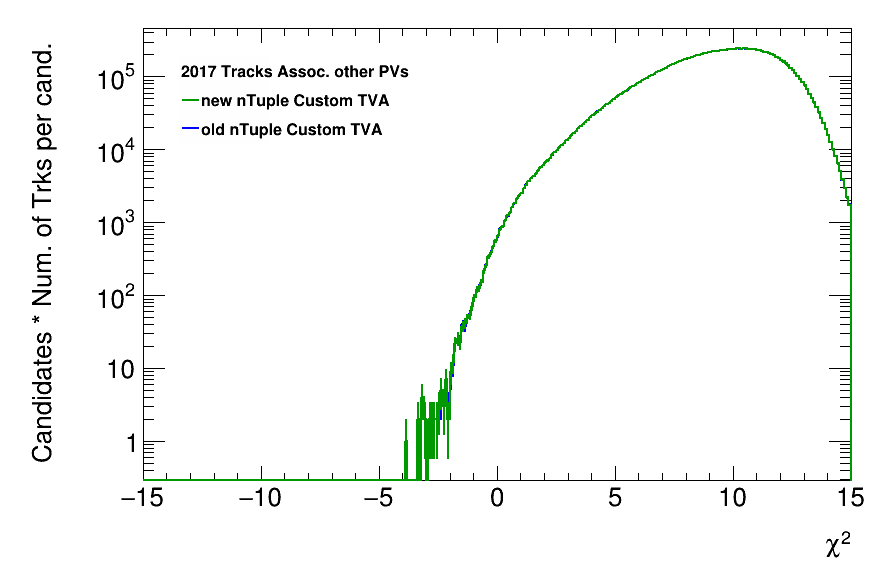 Candidates * Num. of Trks per cand.
2017 Tracks Assoc. other PVs
new nTuple Custom TVA
old nTuple Custom TVA
10⁵
10⁴
10³
10²
10
1
−15 −10 −5 0 5 10 15
χ²